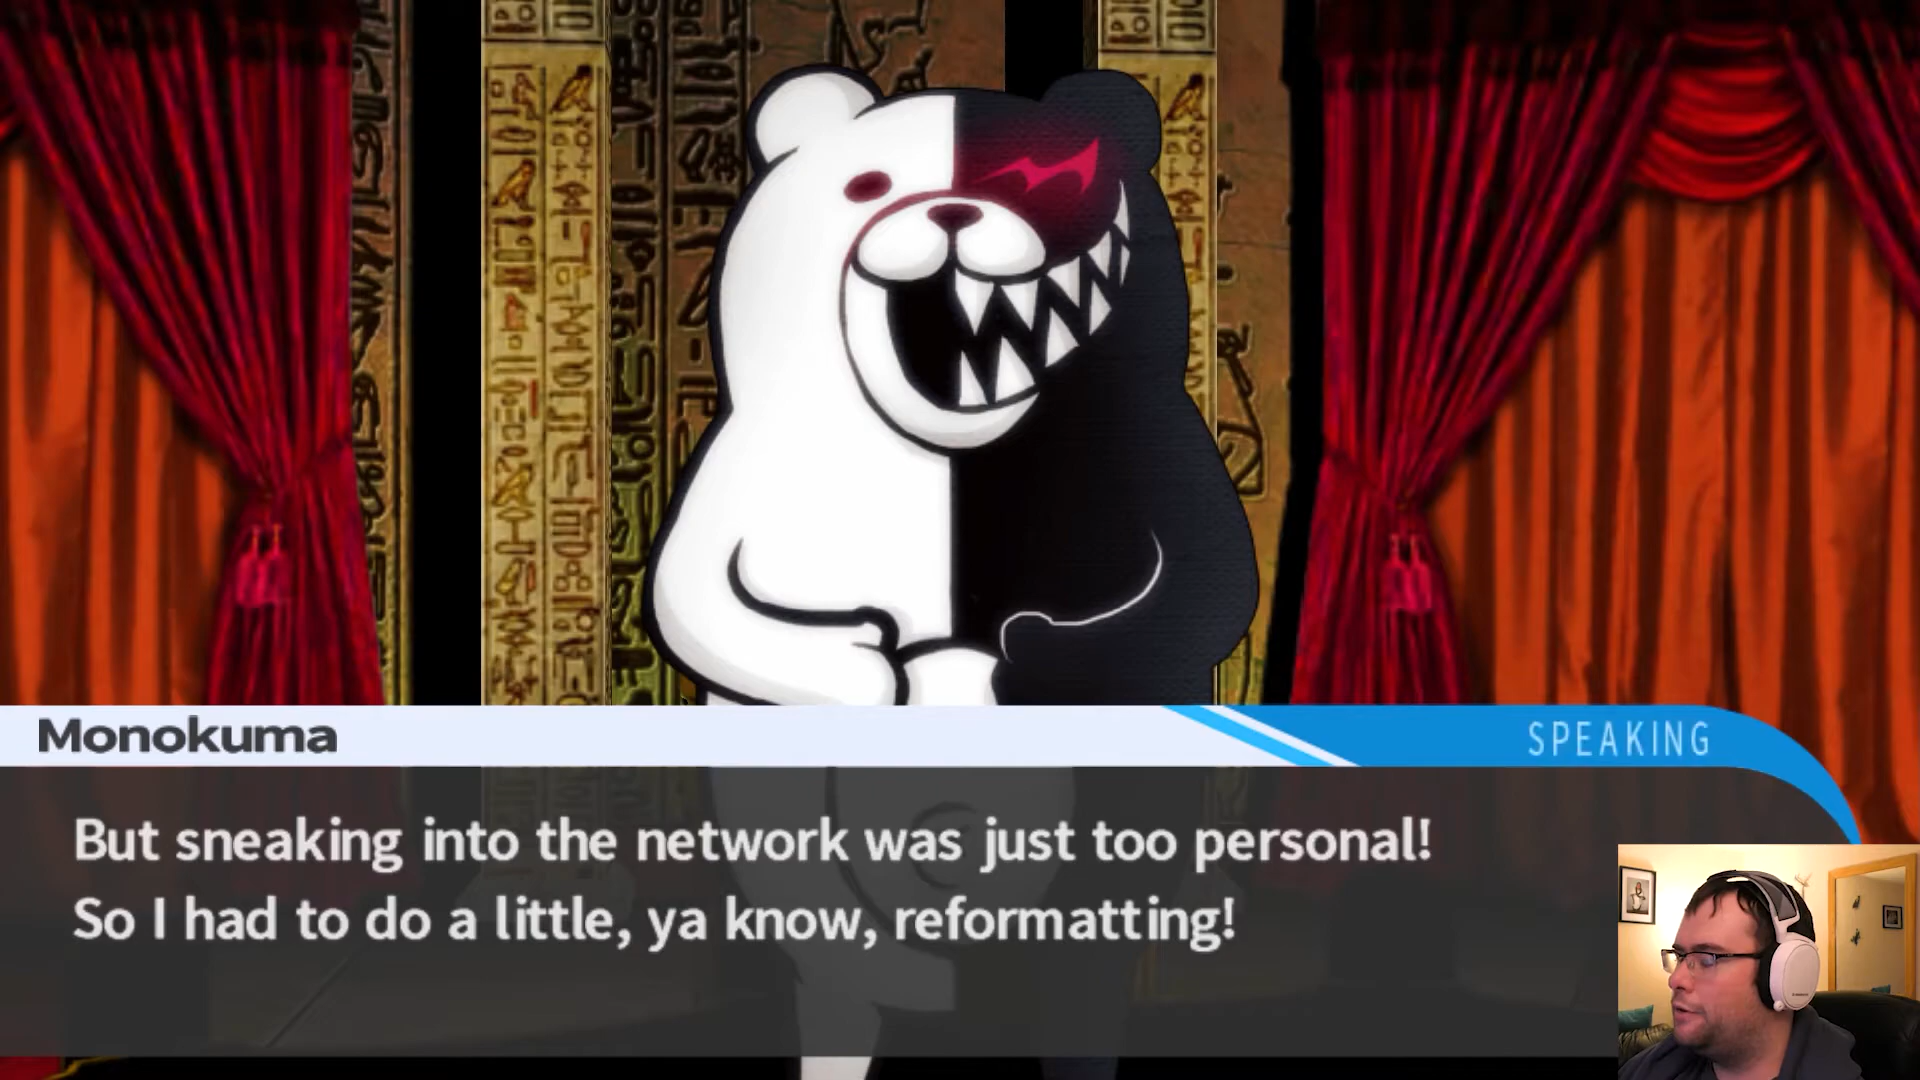 Monokuma
SPEAKING
But sneaking into the network was just too personal!
So I had to do a little, ya know, reformatting!